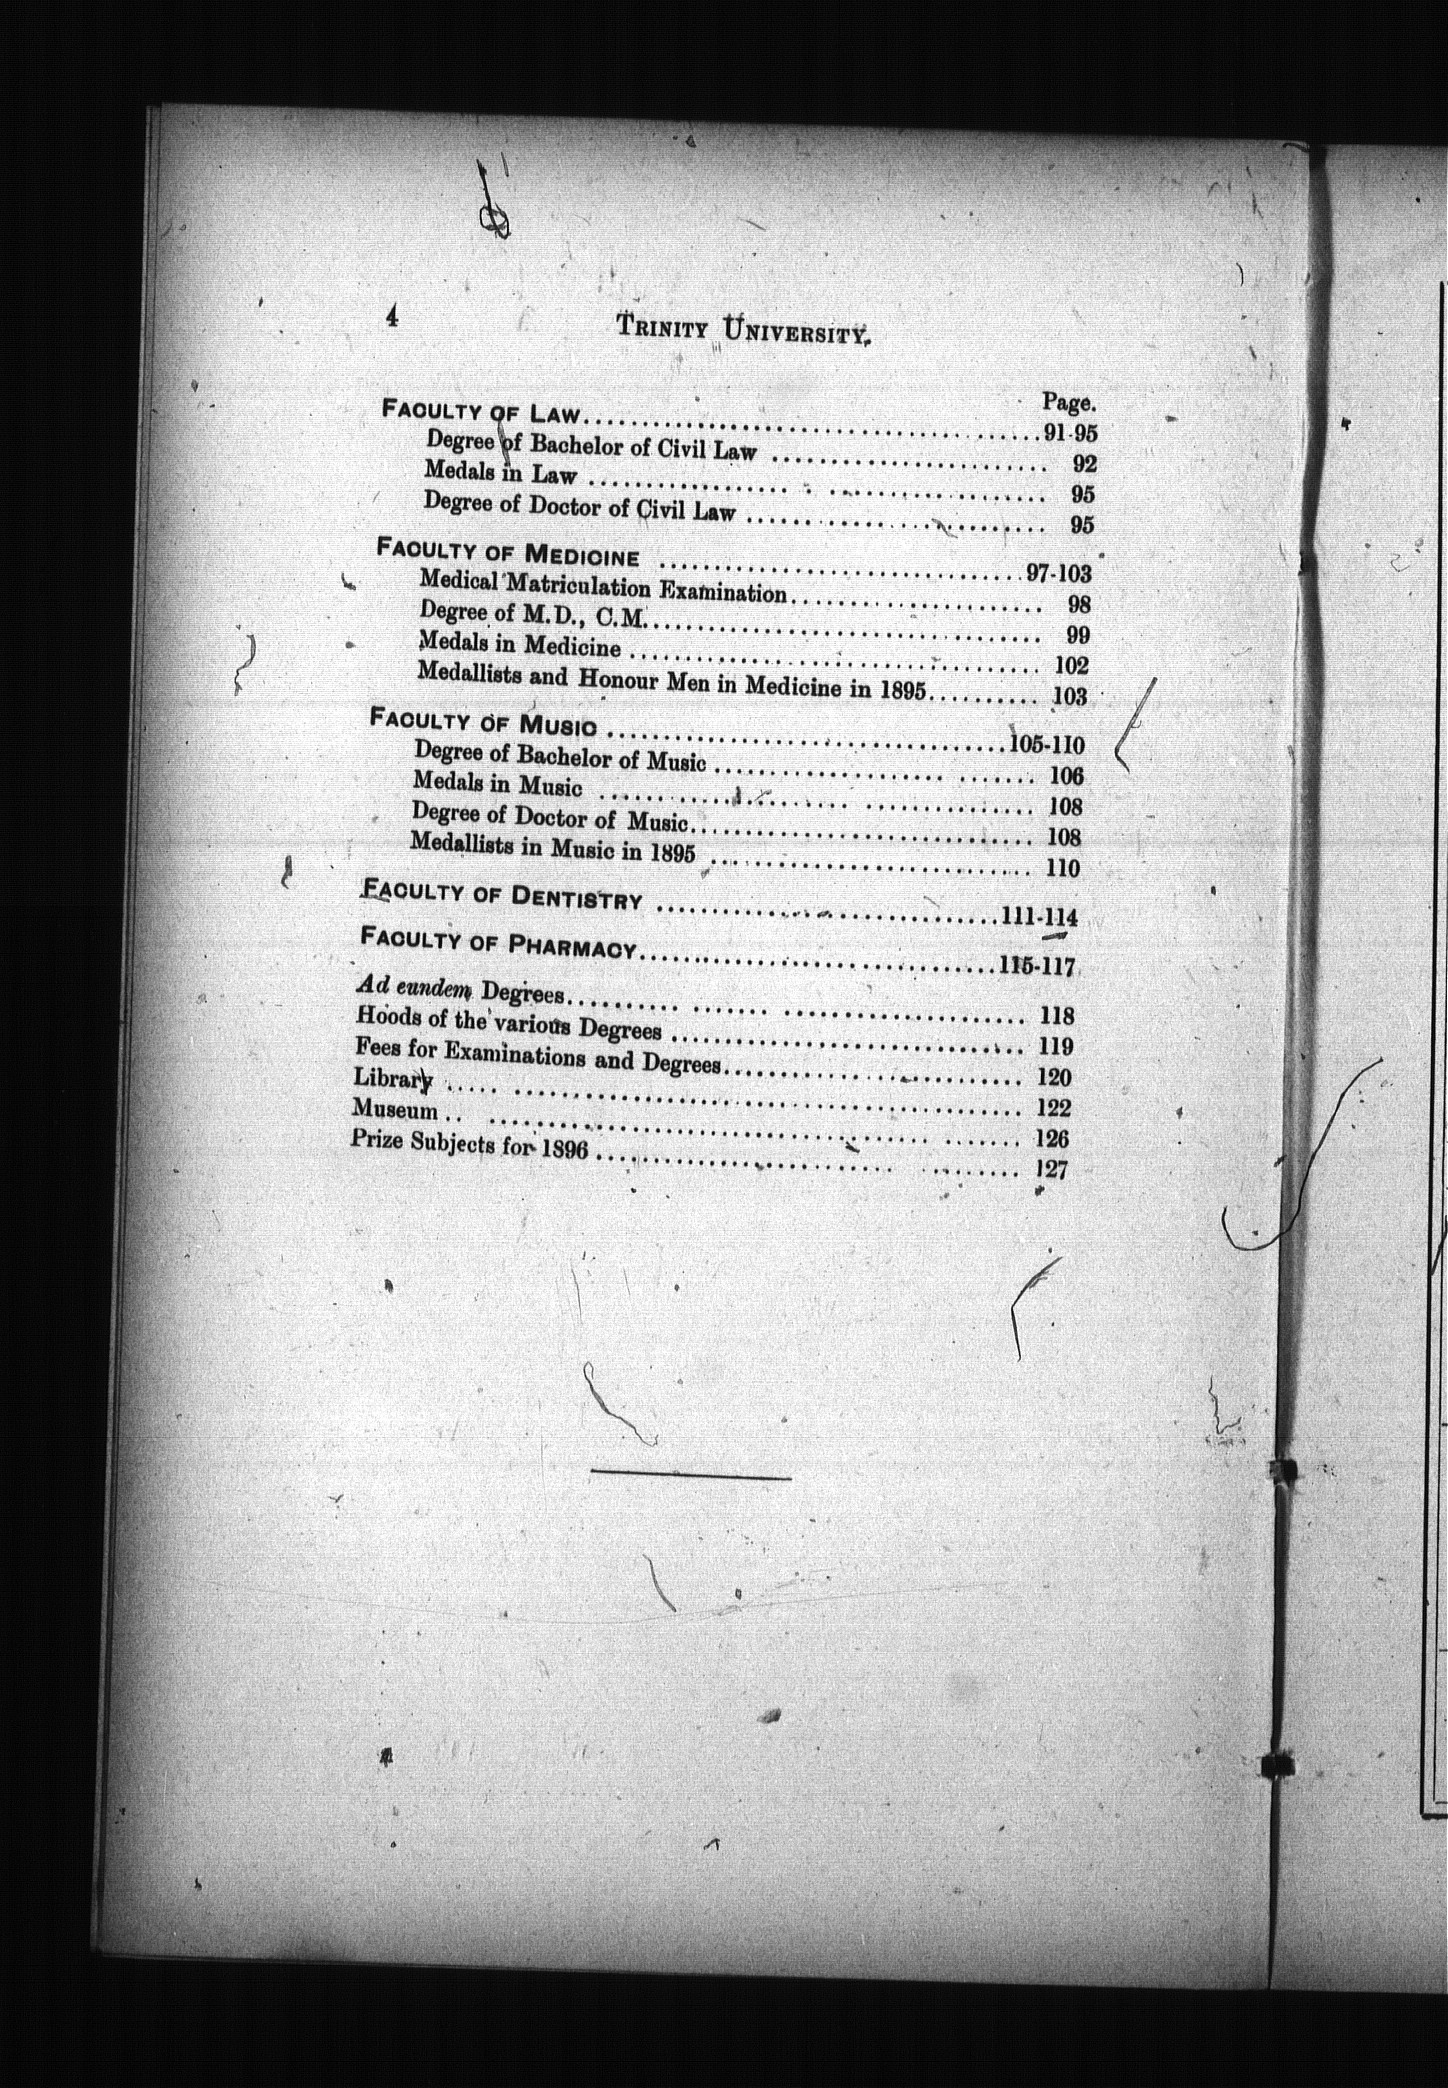 4
TRINITY UNIVERSITY.
Page.
FACULTY OF LAW........................................91-95
Degree of Bachelor of Civil Law ........................ 92
Medals in Law ........................................ 95
Degree of Doctor of Civil Law .......................... 95
FACULTY OF MEDICINE ................................97-103
Medical Matriculation Examination...................... 98
Degree of M.D., C.M.................................... 99
Medals in Medicine .................................... 102
Medallists and Honour Men in Medicine in 1895.......... 103
FACULTY OF MUSIC ...................................105-110
Degree of Bachelor of Music ........................... 106
Medals in Music ....................................... 108
Degree of Doctor of Music.............................. 108
Medallists in Music in 1895 ........................... 110
FACULTY OF DENTISTRY ...............................111-114
FACULTY OF PHARMACY................................115-117
Ad eundem Degrees...................................... 118
Hoods of the various Degrees ............................ 119
Fees for Examinations and Degrees........................ 120
Library ................................................ 122
Museum .. .............................................. 126
Prize Subjects for 1896 ................................. 127